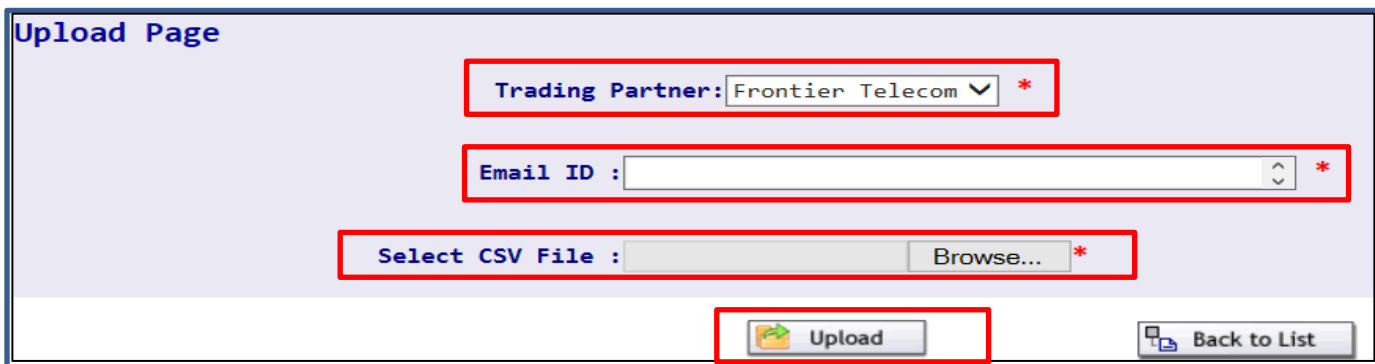 Upload Page
Trading Partner: Frontier Telecom *
Email ID : *
Select CSV File : Browse... *
Upload Back to List